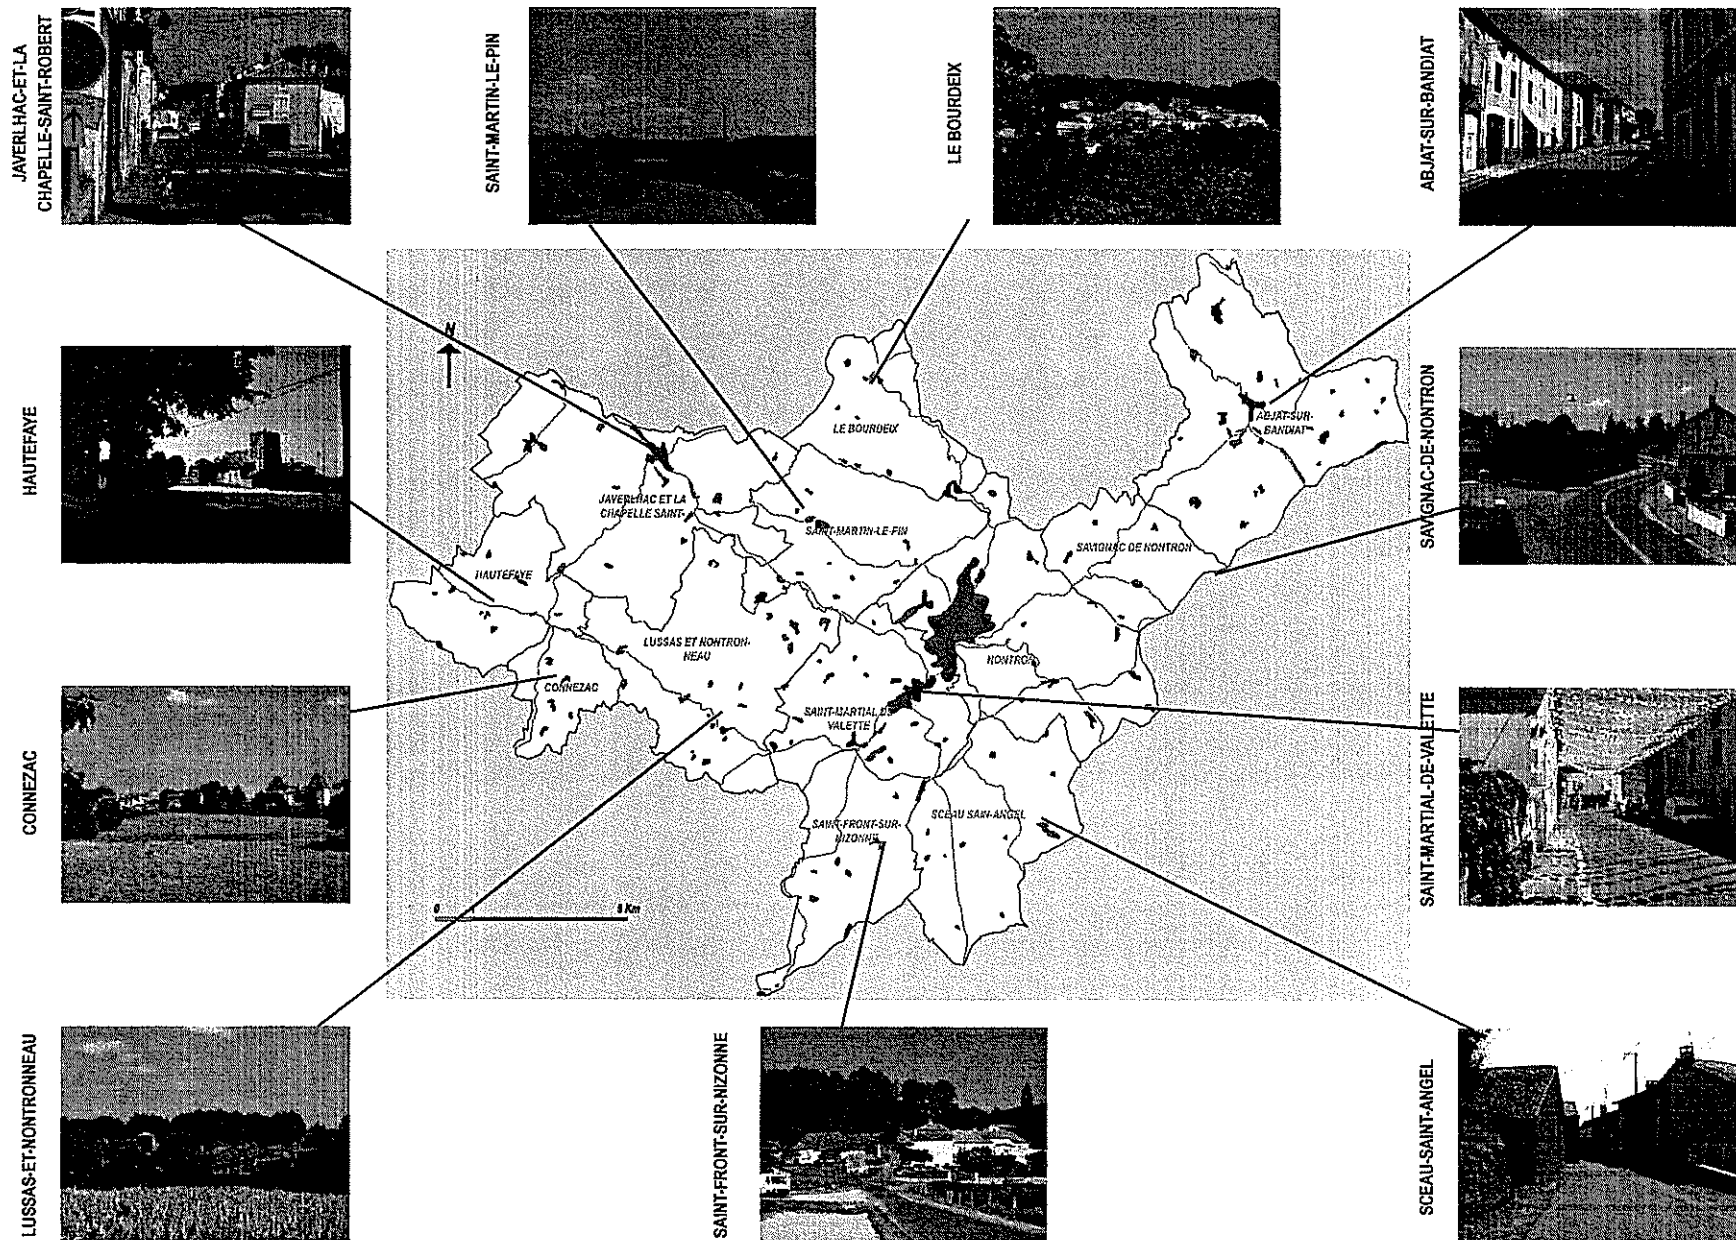 JAVERLHAC-ET-LA
CHAPELLE-SAINT-ROBERT
SAINT-MARTIN-LE-PIN
LE BOURDEIX
ABJAT-SUR-BANDIAT
HAUTEFAYE
SAVIGNAC-DE-NONTRON
CONNEZAC
SAINT-MARTIAL-DE-VALETTE
LUSSAS-ET-NONTRONNEAU
SAINT-FRONT-SUR-NIZONNE
SCEAU-SAINT-ANGEL
N
ABJAT-SUR-
BANDIAT
LE BOURDEIX
JAVERLHAC ET LA
CHAPELLE SAINT-
SAINT-MARTIN-LE-PIN
SAVIGNAC DE NONTRON
HAUTEFAYE
LUSSAS ET NONTRON-
NEAU
NONTRON
CONNEZAC
SAINT-MARTIAL DE
VALETTE
SAINT-FRONT-SUR-
NIZONNE
SCEAU SAIN-ANGEL
0 5 Km